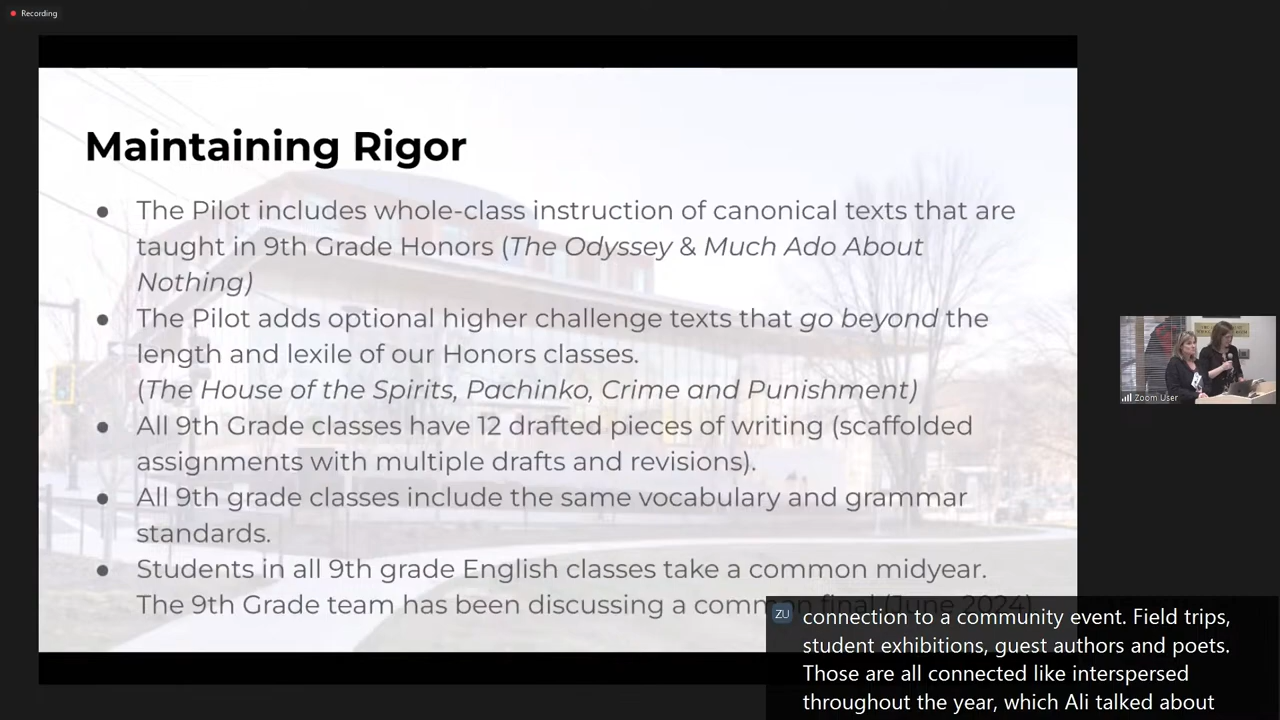 Recording
Maintaining Rigor
● The Pilot includes whole-class instruction of canonical texts that are
taught in 9th Grade Honors (The Odyssey & Much Ado About
Nothing)
● The Pilot adds optional higher challenge texts that go beyond the
length and lexile of our Honors classes.
(The House of the Spirits, Pachinko, Crime and Punishment)
● All 9th Grade classes have 12 drafted pieces of writing (scaffolded
assignments with multiple drafts and revisions).
● All 9th grade classes include the same vocabulary and grammar
standards.
● Students in all 9th grade English classes take a common midyear.
The 9th Grade team has been discussing a common final (June 2024)
Zoom User
ZU
connection to a community event. Field trips,
student exhibitions, guest authors and poets.
Those are all connected like interspersed
throughout the year, which Ali talked about